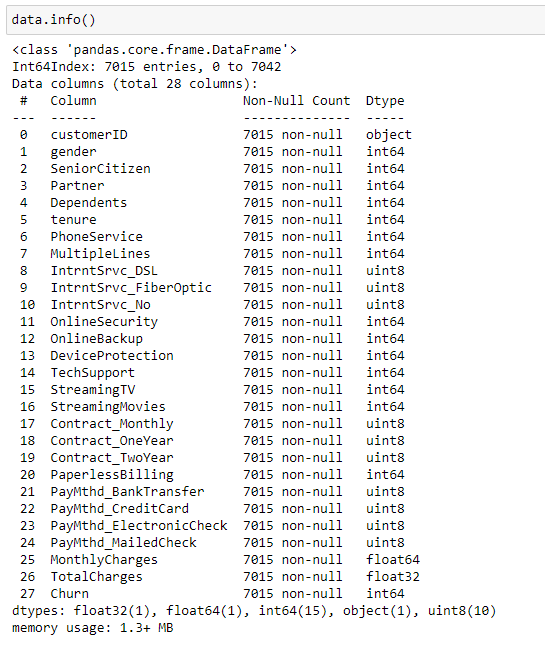 data.info()
<class 'pandas.core.frame.DataFrame'>
Int64Index: 7015 entries, 0 to 7042
Data columns (total 28 columns):
 #   Column                  Non-Null Count  Dtype
---  ------                  --------------  -----
 0   customerID              7015 non-null   object
 1   gender                  7015 non-null   int64
 2   SeniorCitizen           7015 non-null   int64
 3   Partner                 7015 non-null   int64
 4   Dependents              7015 non-null   int64
 5   tenure                  7015 non-null   int64
 6   PhoneService            7015 non-null   int64
 7   MultipleLines           7015 non-null   int64
 8   IntrntSrvc_DSL          7015 non-null   uint8
 9   IntrntSrvc_FiberOptic   7015 non-null   uint8
 10  IntrntSrvc_No           7015 non-null   uint8
 11  OnlineSecurity          7015 non-null   int64
 12  OnlineBackup            7015 non-null   int64
 13  DeviceProtection        7015 non-null   int64
 14  TechSupport             7015 non-null   int64
 15  StreamingTV             7015 non-null   int64
 16  StreamingMovies         7015 non-null   int64
 17  Contract_Monthly        7015 non-null   uint8
 18  Contract_OneYear        7015 non-null   uint8
 19  Contract_TwoYear        7015 non-null   uint8
 20  PaperlessBilling        7015 non-null   int64
 21  PayMthd_BankTransfer    7015 non-null   uint8
 22  PayMthd_CreditCard      7015 non-null   uint8
 23  PayMthd_ElectronicCheck 7015 non-null   uint8
 24  PayMthd_MailedCheck     7015 non-null   uint8
 25  MonthlyCharges          7015 non-null   float64
 26  TotalCharges            7015 non-null   float32
 27  Churn                   7015 non-null   int64
dtypes: float32(1), float64(1), int64(15), object(1), uint8(10)
memory usage: 1.3+ MB